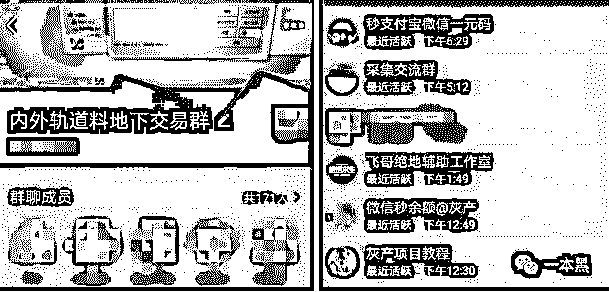 内外轨道料地下交易群
群聊成员
共171人
秒支付宝微信一元码
最近活跃 下午6:29
采集交流群
最近活跃 下午5:12
飞哥绝地辅助工作室
最近活跃 下午1:49
微信秒余额@灰产
最近活跃 下午12:49
灰产项目教程
最近活跃 下午12:30
一本黑